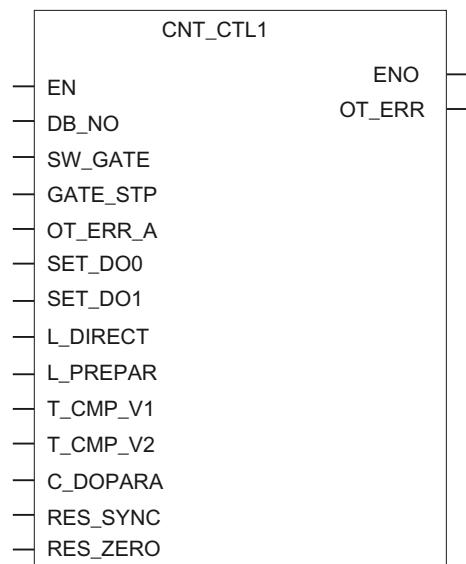 CNT_CTL1
EN
ENO
DB_NO
OT_ERR
SW_GATE
GATE_STP
OT_ERR_A
SET_DO0
SET_DO1
L_DIRECT
L_PREPAR
T_CMP_V1
T_CMP_V2
C_DOPARA
RES_SYNC
RES_ZERO